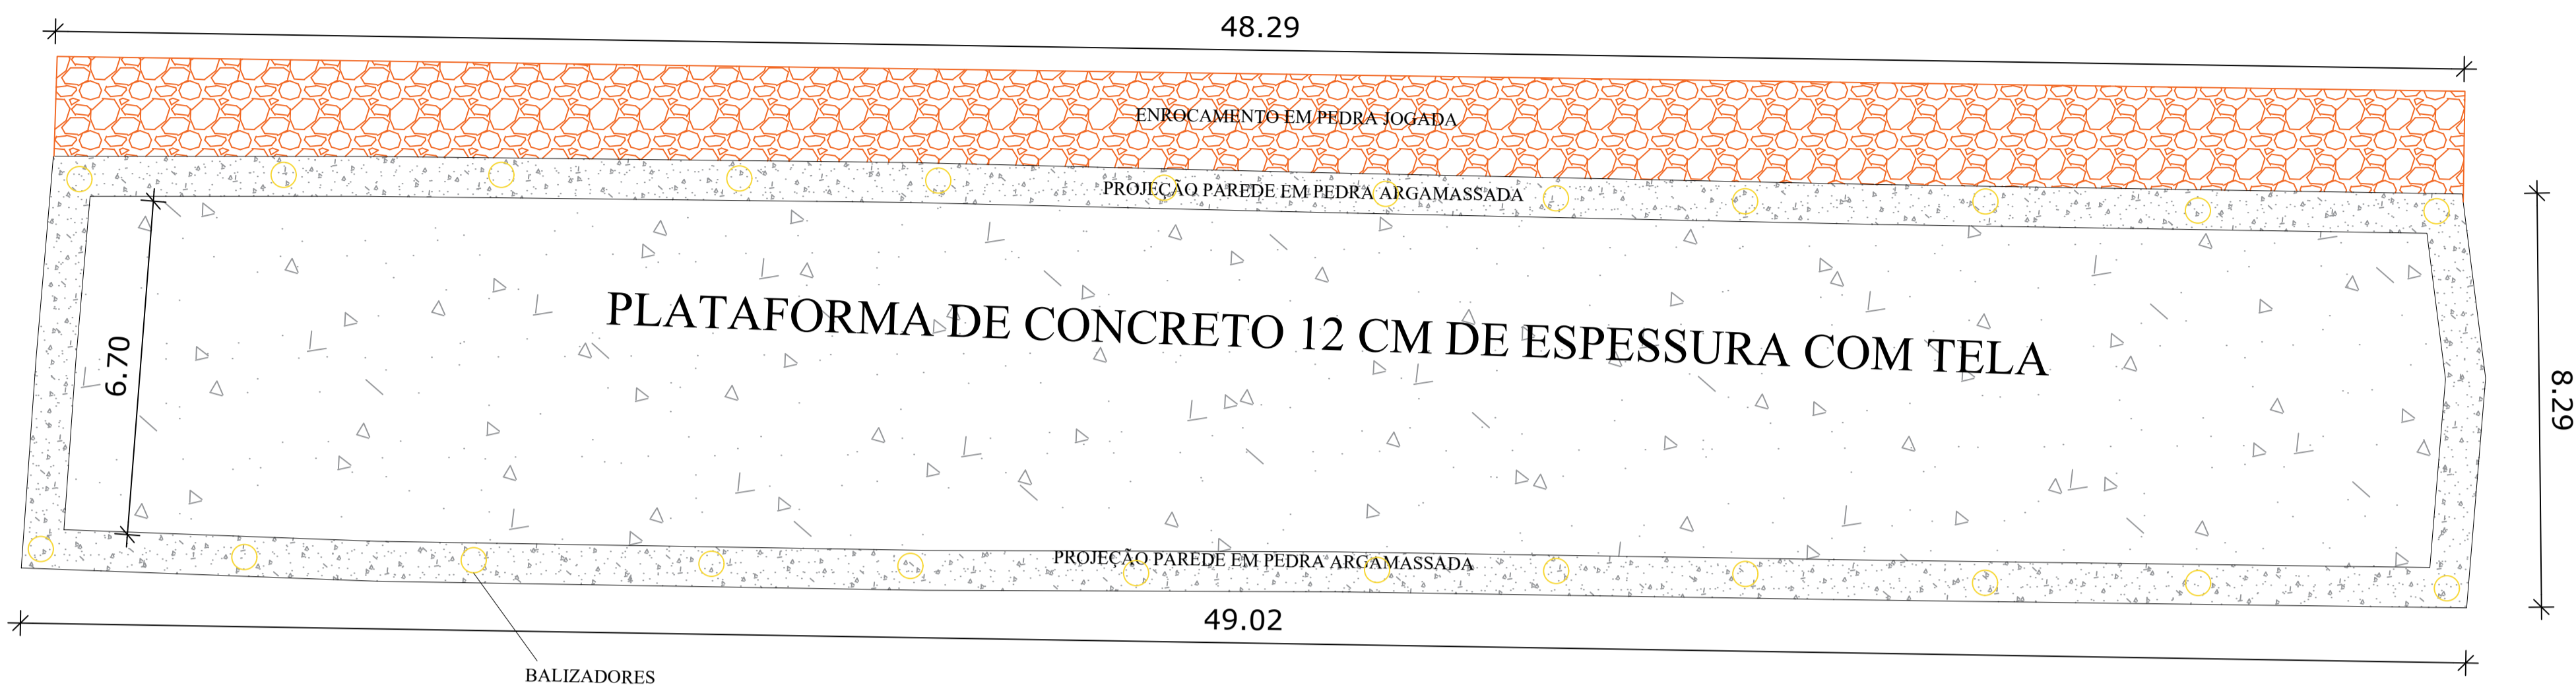 48.29
ENROCAMENTO EM PEDRA JOGADA
PROJEÇÃO PAREDE EM PEDRA ARGAMASSADA
PLATAFORMA DE CONCRETO 12 CM DE ESPESSURA COM TELA
6.70
8.29
PROJEÇÃO PAREDE EM PEDRA ARGAMASSADA
49.02
BALIZADORES